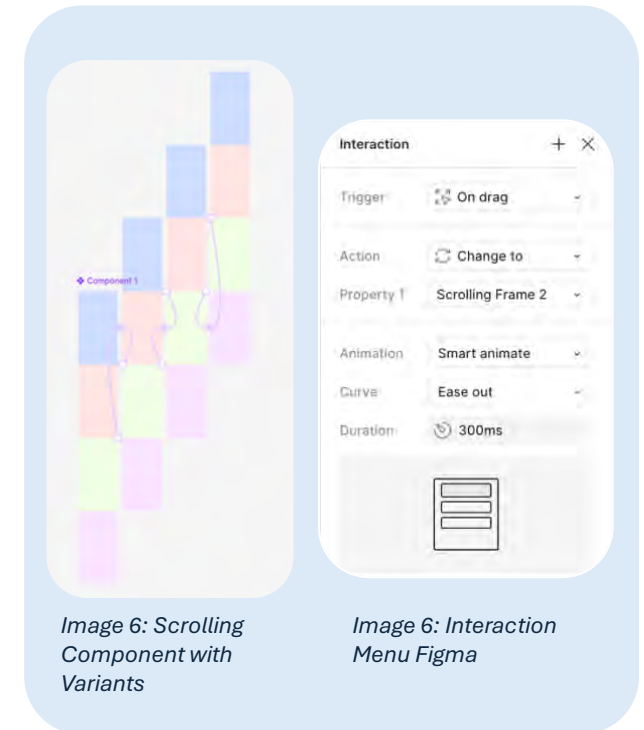 Component 1
Interaction
Trigger On drag
Action Change to
Property 1 Scrolling Frame 2
Animation Smart animate
Curve Ease out
Duration 300ms
Image 6: Scrolling
Component with
Variants
Image 6: Interaction
Menu Figma